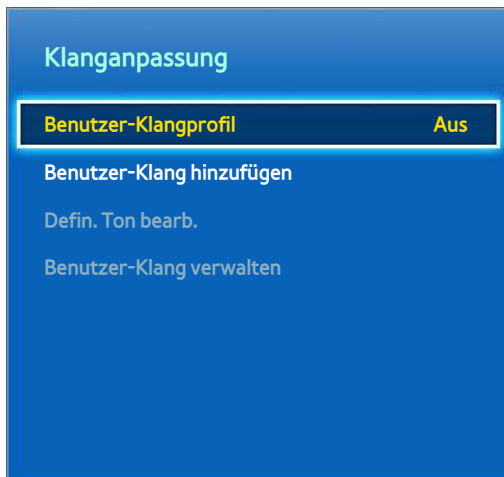 Klanganpassung
Benutzer-Klangprofil Aus
Benutzer-Klang hinzufügen
Defin. Ton bearb.
Benutzer-Klang verwalten